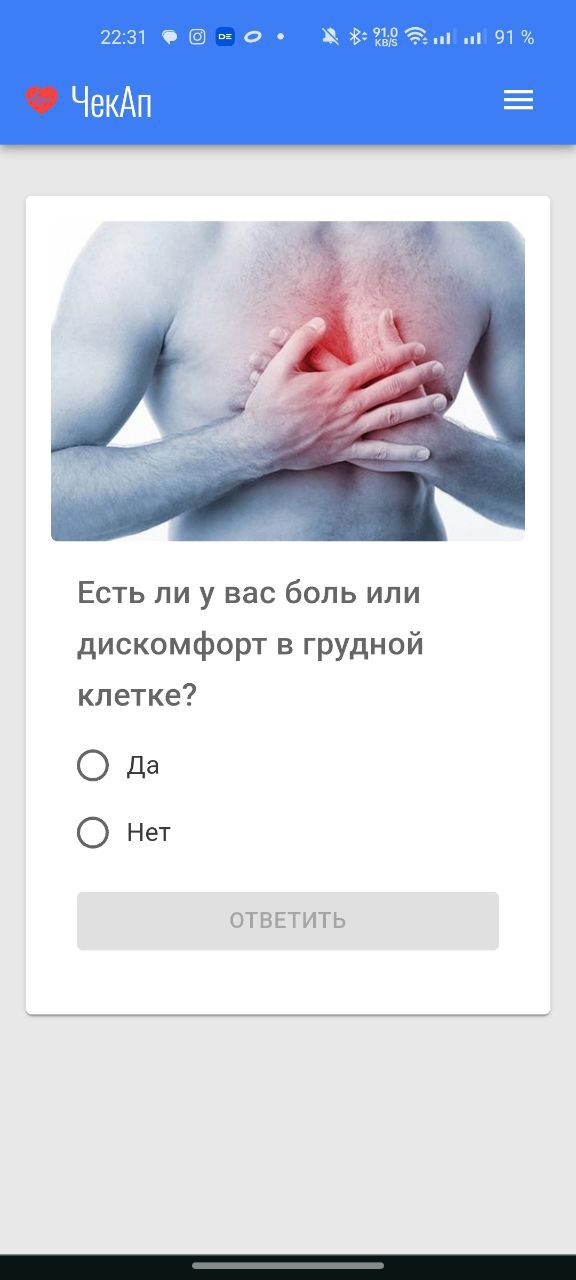 22:31 DE 91.0 KB/S 91 %
ЧекАп
Есть ли у вас боль или
дискомфорт в грудной
клетке?
Да
Нет
ОТВЕТИТЬ